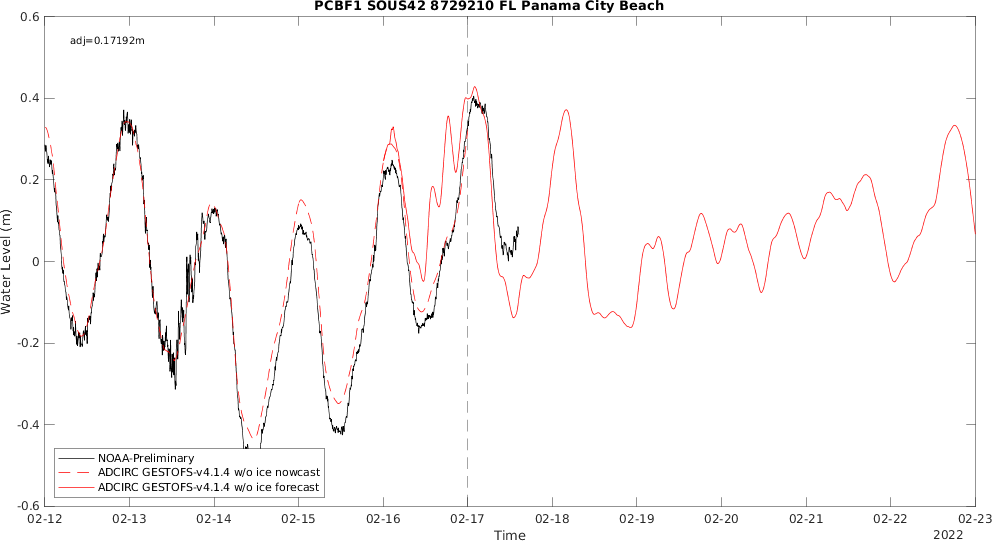 PCBF1 SOUS42 8729210 FL Panama City Beach
adj=0.17192m
Water Level (m)
0.6
0.4
0.2
0
-0.2
-0.4
-0.6
NOAA-Preliminary
ADCIRC GESTOFS-v4.1.4 w/o ice nowcast
ADCIRC GESTOFS-v4.1.4 w/o ice forecast
02-12 02-13 02-14 02-15 02-16 02-17 02-18 02-19 02-20 02-21 02-22 02-23
Time
2022